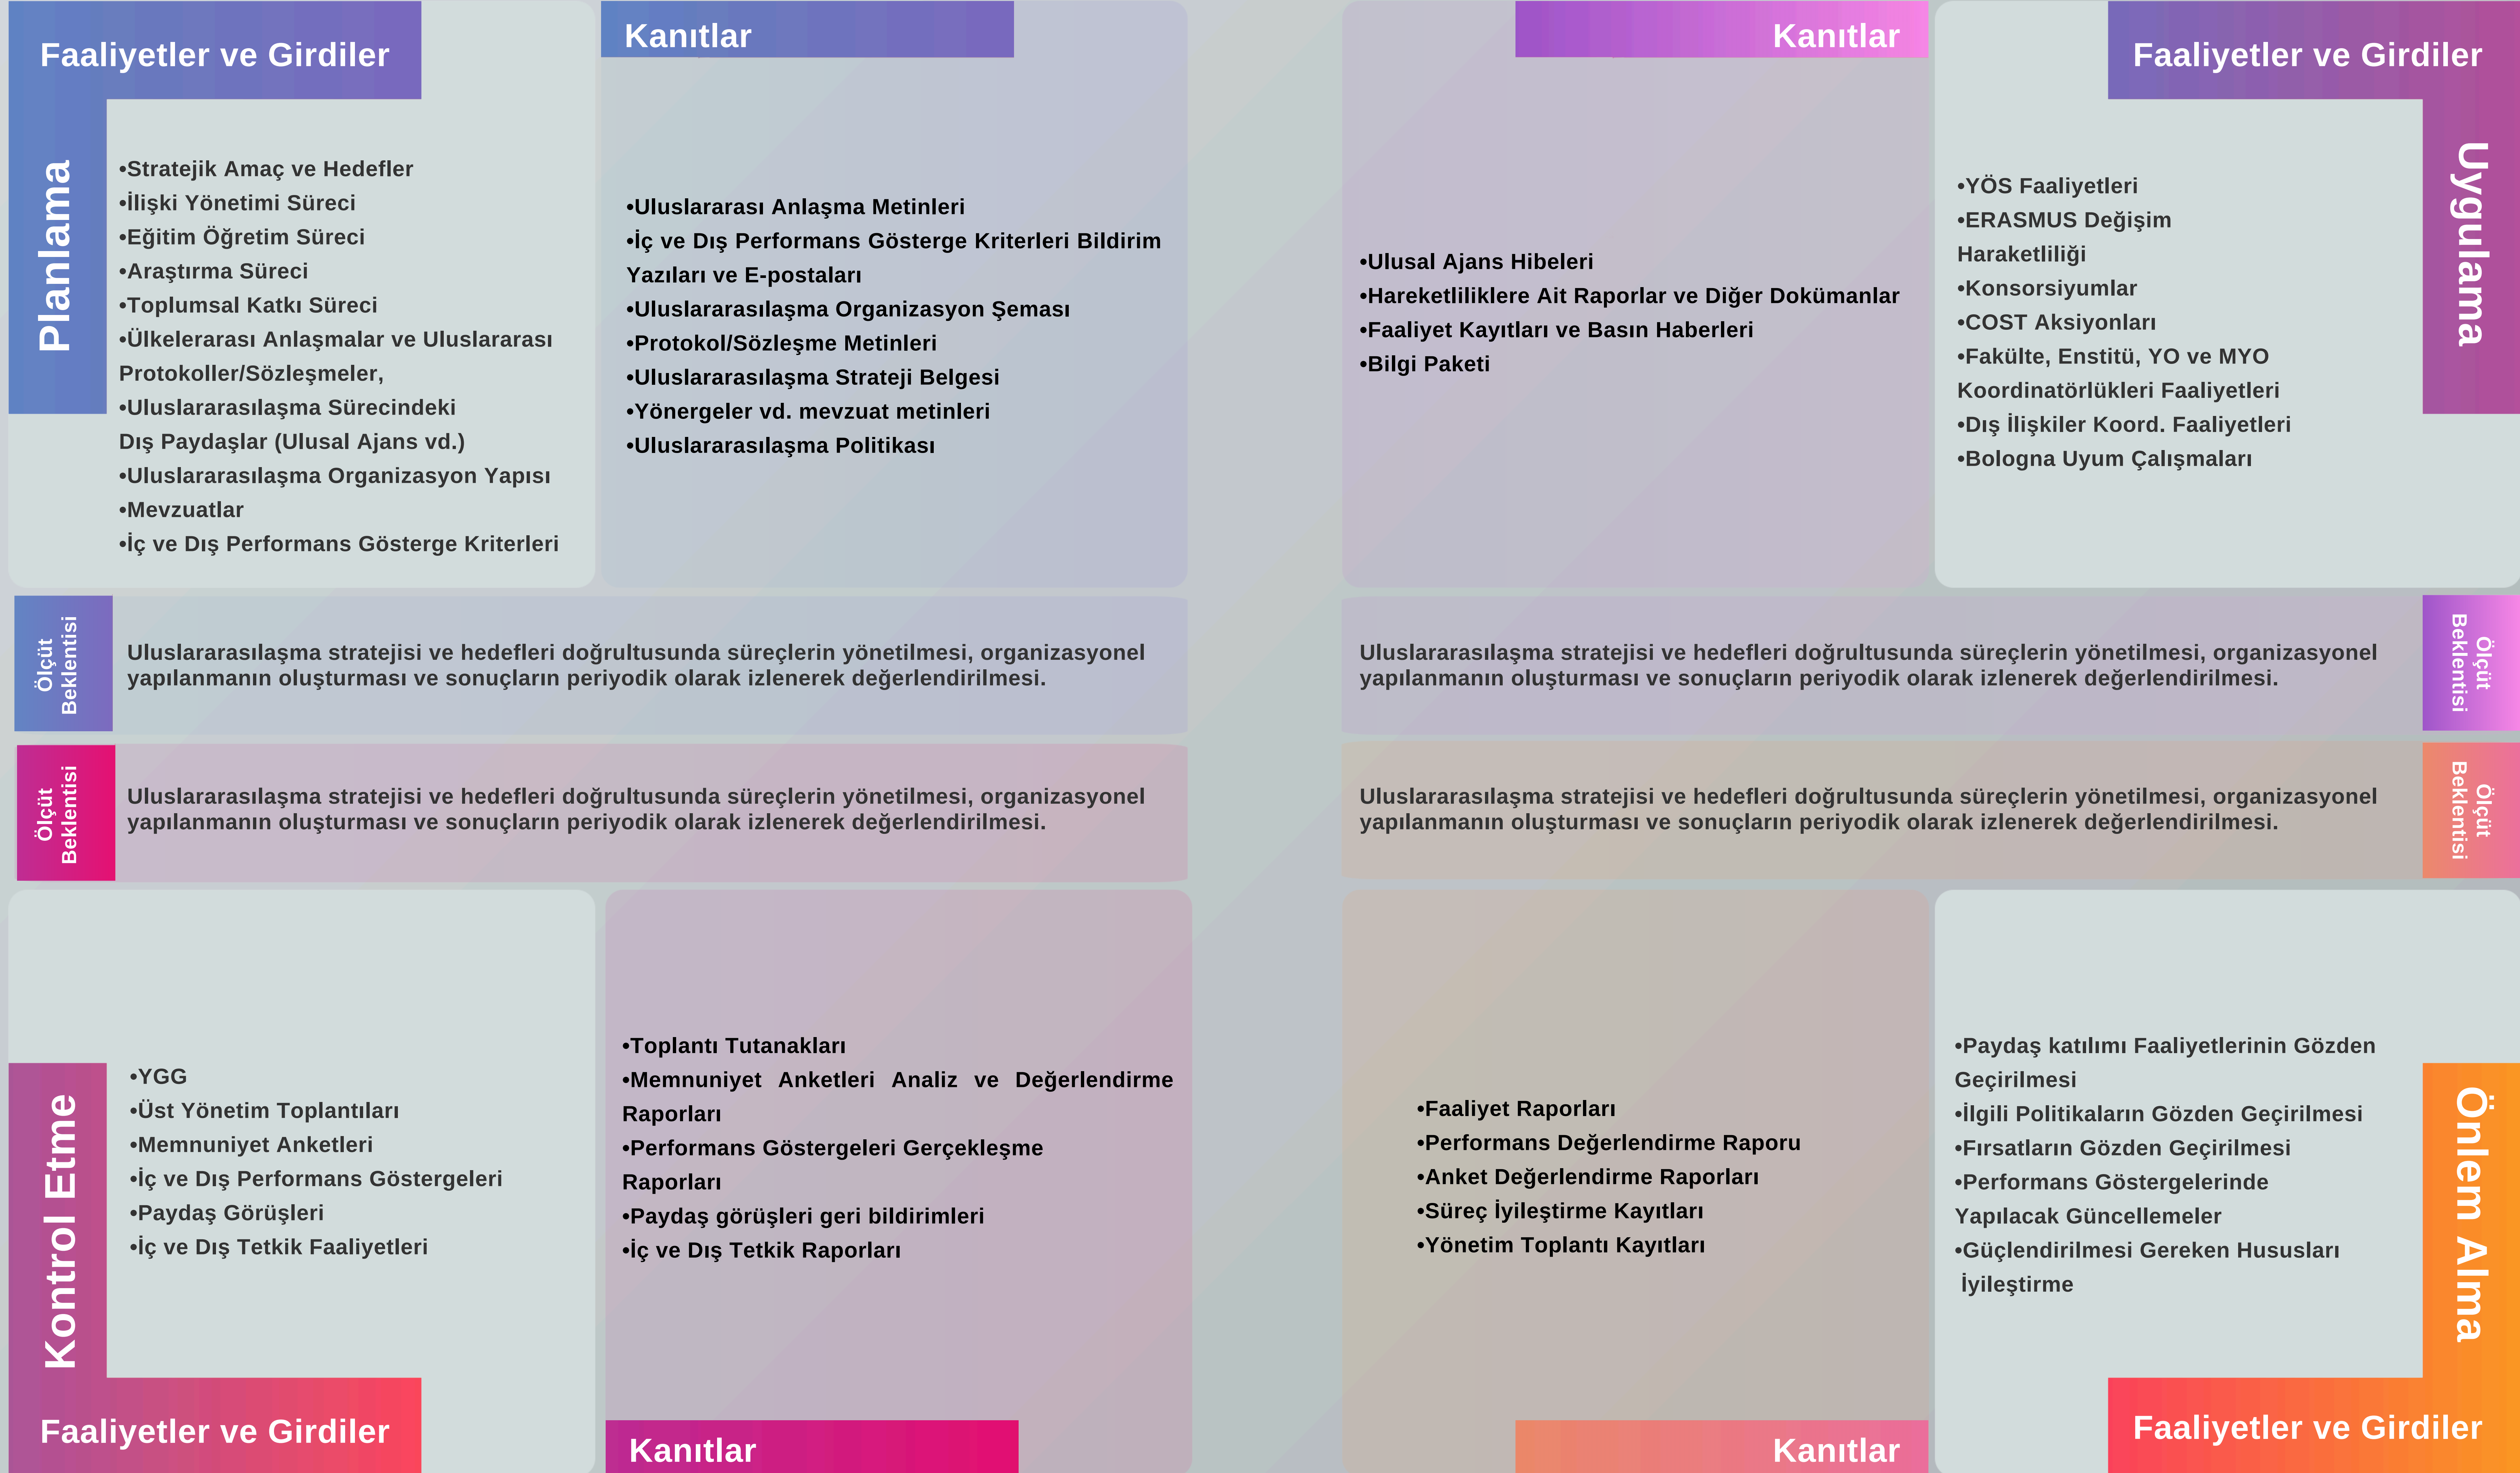 Faaliyetler ve Girdiler
Planlama
•Stratejik Amaç ve Hedefler
•İlişki Yönetimi Süreci
•Eğitim Öğretim Süreci
•Araştırma Süreci
•Toplumsal Katkı Süreci
•Ülkelerarası Anlaşmalar ve Uluslararası
Protokoller/Sözleşmeler,
•Uluslararasılaşma Sürecindeki
Dış Paydaşlar (Ulusal Ajans vd.)
•Uluslararasılaşma Organizasyon Yapısı
•Mevzuatlar
•İç ve Dış Performans Gösterge Kriterleri
Kanıtlar
•Uluslararası Anlaşma Metinleri
•İç ve Dış Performans Gösterge Kriterleri Bildirim
Yazıları ve E-postaları
•Uluslararasılaşma Organizasyon Şeması
•Protokol/Sözleşme Metinleri
•Uluslararasılaşma Strateji Belgesi
•Yönergeler vd. mevzuat metinleri
•Uluslararasılaşma Politikası
Kanıtlar
•Ulusal Ajans Hibeleri
•Hareketliliklere Ait Raporlar ve Diğer Dokümanlar
•Faaliyet Kayıtları ve Basın Haberleri
•Bilgi Paketi
Faaliyetler ve Girdiler
Uygulama
•YÖS Faaliyetleri
•ERASMUS Değişim
Haraketliliği
•Konsorsiyumlar
•COST Aksiyonları
•Fakülte, Enstitü, YO ve MYO
Koordinatörlükleri Faaliyetleri
•Dış İlişkiler Koord. Faaliyetleri
•Bologna Uyum Çalışmaları
Ölçüt
Beklentisi
Uluslararasılaşma stratejisi ve hedefleri doğrultusunda süreçlerin yönetilmesi, organizasyonel
yapılanmanın oluşturması ve sonuçların periyodik olarak izlenerek değerlendirilmesi.
Uluslararasılaşma stratejisi ve hedefleri doğrultusunda süreçlerin yönetilmesi, organizasyonel
yapılanmanın oluşturması ve sonuçların periyodik olarak izlenerek değerlendirilmesi.
Ölçüt
Beklentisi
Ölçüt
Beklentisi
Uluslararasılaşma stratejisi ve hedefleri doğrultusunda süreçlerin yönetilmesi, organizasyonel
yapılanmanın oluşturması ve sonuçların periyodik olarak izlenerek değerlendirilmesi.
Uluslararasılaşma stratejisi ve hedefleri doğrultusunda süreçlerin yönetilmesi, organizasyonel
yapılanmanın oluşturması ve sonuçların periyodik olarak izlenerek değerlendirilmesi.
Ölçüt
Beklentisi
Kontrol Etme
•YGG
•Üst Yönetim Toplantıları
•Memnuniyet Anketleri
•İç ve Dış Performans Göstergeleri
•Paydaş Görüşleri
•İç ve Dış Tetkik Faaliyetleri
Faaliyetler ve Girdiler
•Toplantı Tutanakları
•Memnuniyet Anketleri Analiz ve Değerlendirme
Raporları
•Performans Göstergeleri Gerçekleşme
Raporları
•Paydaş görüşleri geri bildirimleri
•İç ve Dış Tetkik Raporları
Kanıtlar
•Faaliyet Raporları
•Performans Değerlendirme Raporu
•Anket Değerlendirme Raporları
•Süreç İyileştirme Kayıtları
•Yönetim Toplantı Kayıtları
Kanıtlar
•Paydaş katılımı Faaliyetlerinin Gözden
Geçirilmesi
•İlgili Politikaların Gözden Geçirilmesi
•Fırsatların Gözden Geçirilmesi
•Performans Göstergelerinde
Yapılacak Güncellemeler
•Güçlendirilmesi Gereken Hususları
İyileştirme
Önlem Alma
Faaliyetler ve Girdiler